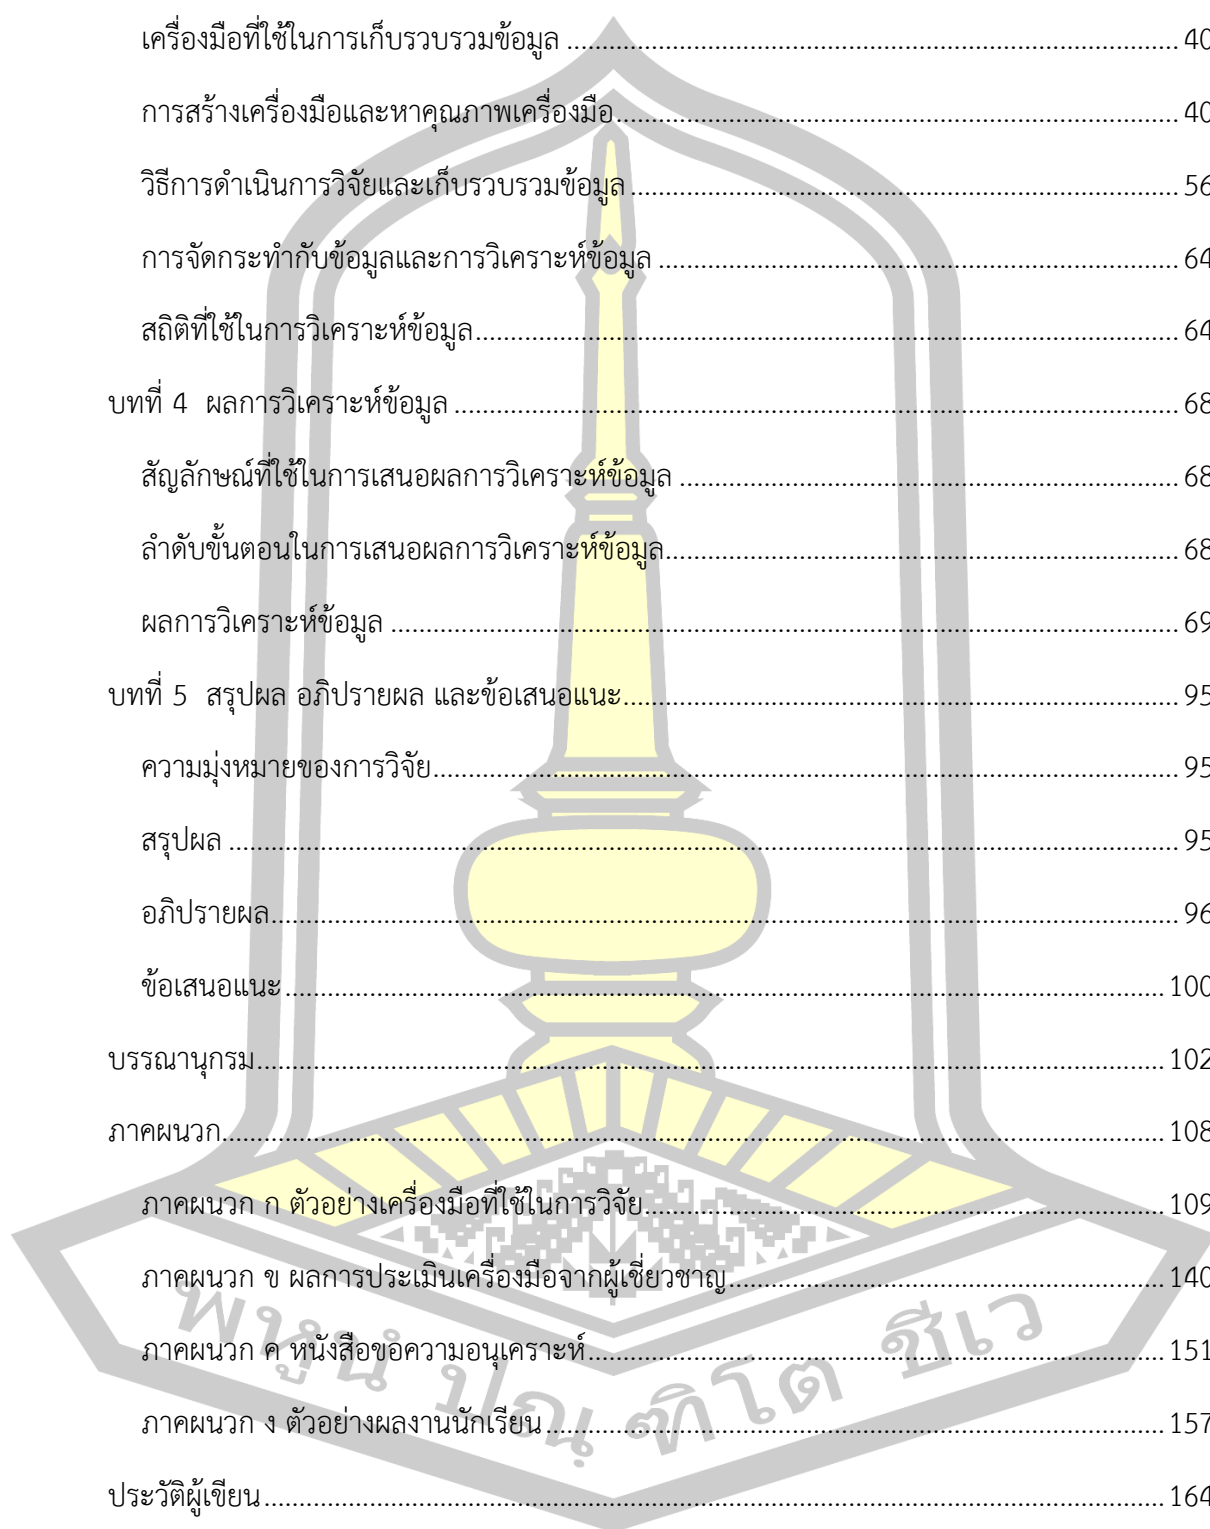 เครื่องมือที่ใช้ในการเก็บรวบรวมข้อมูล ........................................................ 40
การสร้างเครื่องมือและหาคุณภาพเครื่องมือ ........................................................ 40
วิธีการดำเนินการวิจัยและเก็บรวบรวมข้อมูล ........................................................ 56
การจัดกระทำกับข้อมูลและการวิเคราะห์ข้อมูล ........................................................ 64
สถิติที่ใช้ในการวิเคราะห์ข้อมูล ........................................................ 64
บทที่ 4 ผลการวิเคราะห์ข้อมูล ........................................................ 68
สัญลักษณ์ที่ใช้ในการเสนอผลการวิเคราะห์ข้อมูล ........................................................ 68
ลำดับขั้นตอนในการเสนอผลการวิเคราะห์ข้อมูล ........................................................ 68
ผลการวิเคราะห์ข้อมูล ........................................................ 69
บทที่ 5 สรุปผล อภิปรายผล และข้อเสนอแนะ ........................................................ 95
ความมุ่งหมายของการวิจัย ........................................................ 95
สรุปผล ........................................................ 95
อภิปรายผล ........................................................ 96
ข้อเสนอแนะ ........................................................ 100
บรรณานุกรม ........................................................ 102
ภาคผนวก ........................................................ 108
ภาคผนวก ก ตัวอย่างเครื่องมือที่ใช้ในการวิจัย ........................................................ 109
ภาคผนวก ข ผลการประเมินเครื่องมือจากผู้เชี่ยวชาญ ........................................................ 140
ภาคผนวก ค หนังสือขอความอนุเคราะห์ ........................................................ 151
ภาคผนวก ง ตัวอย่างผลงานนักเรียน ........................................................ 157
ประวัติผู้เขียน ........................................................ 164
พหูนํ ปณฺฑิโต ชีเว